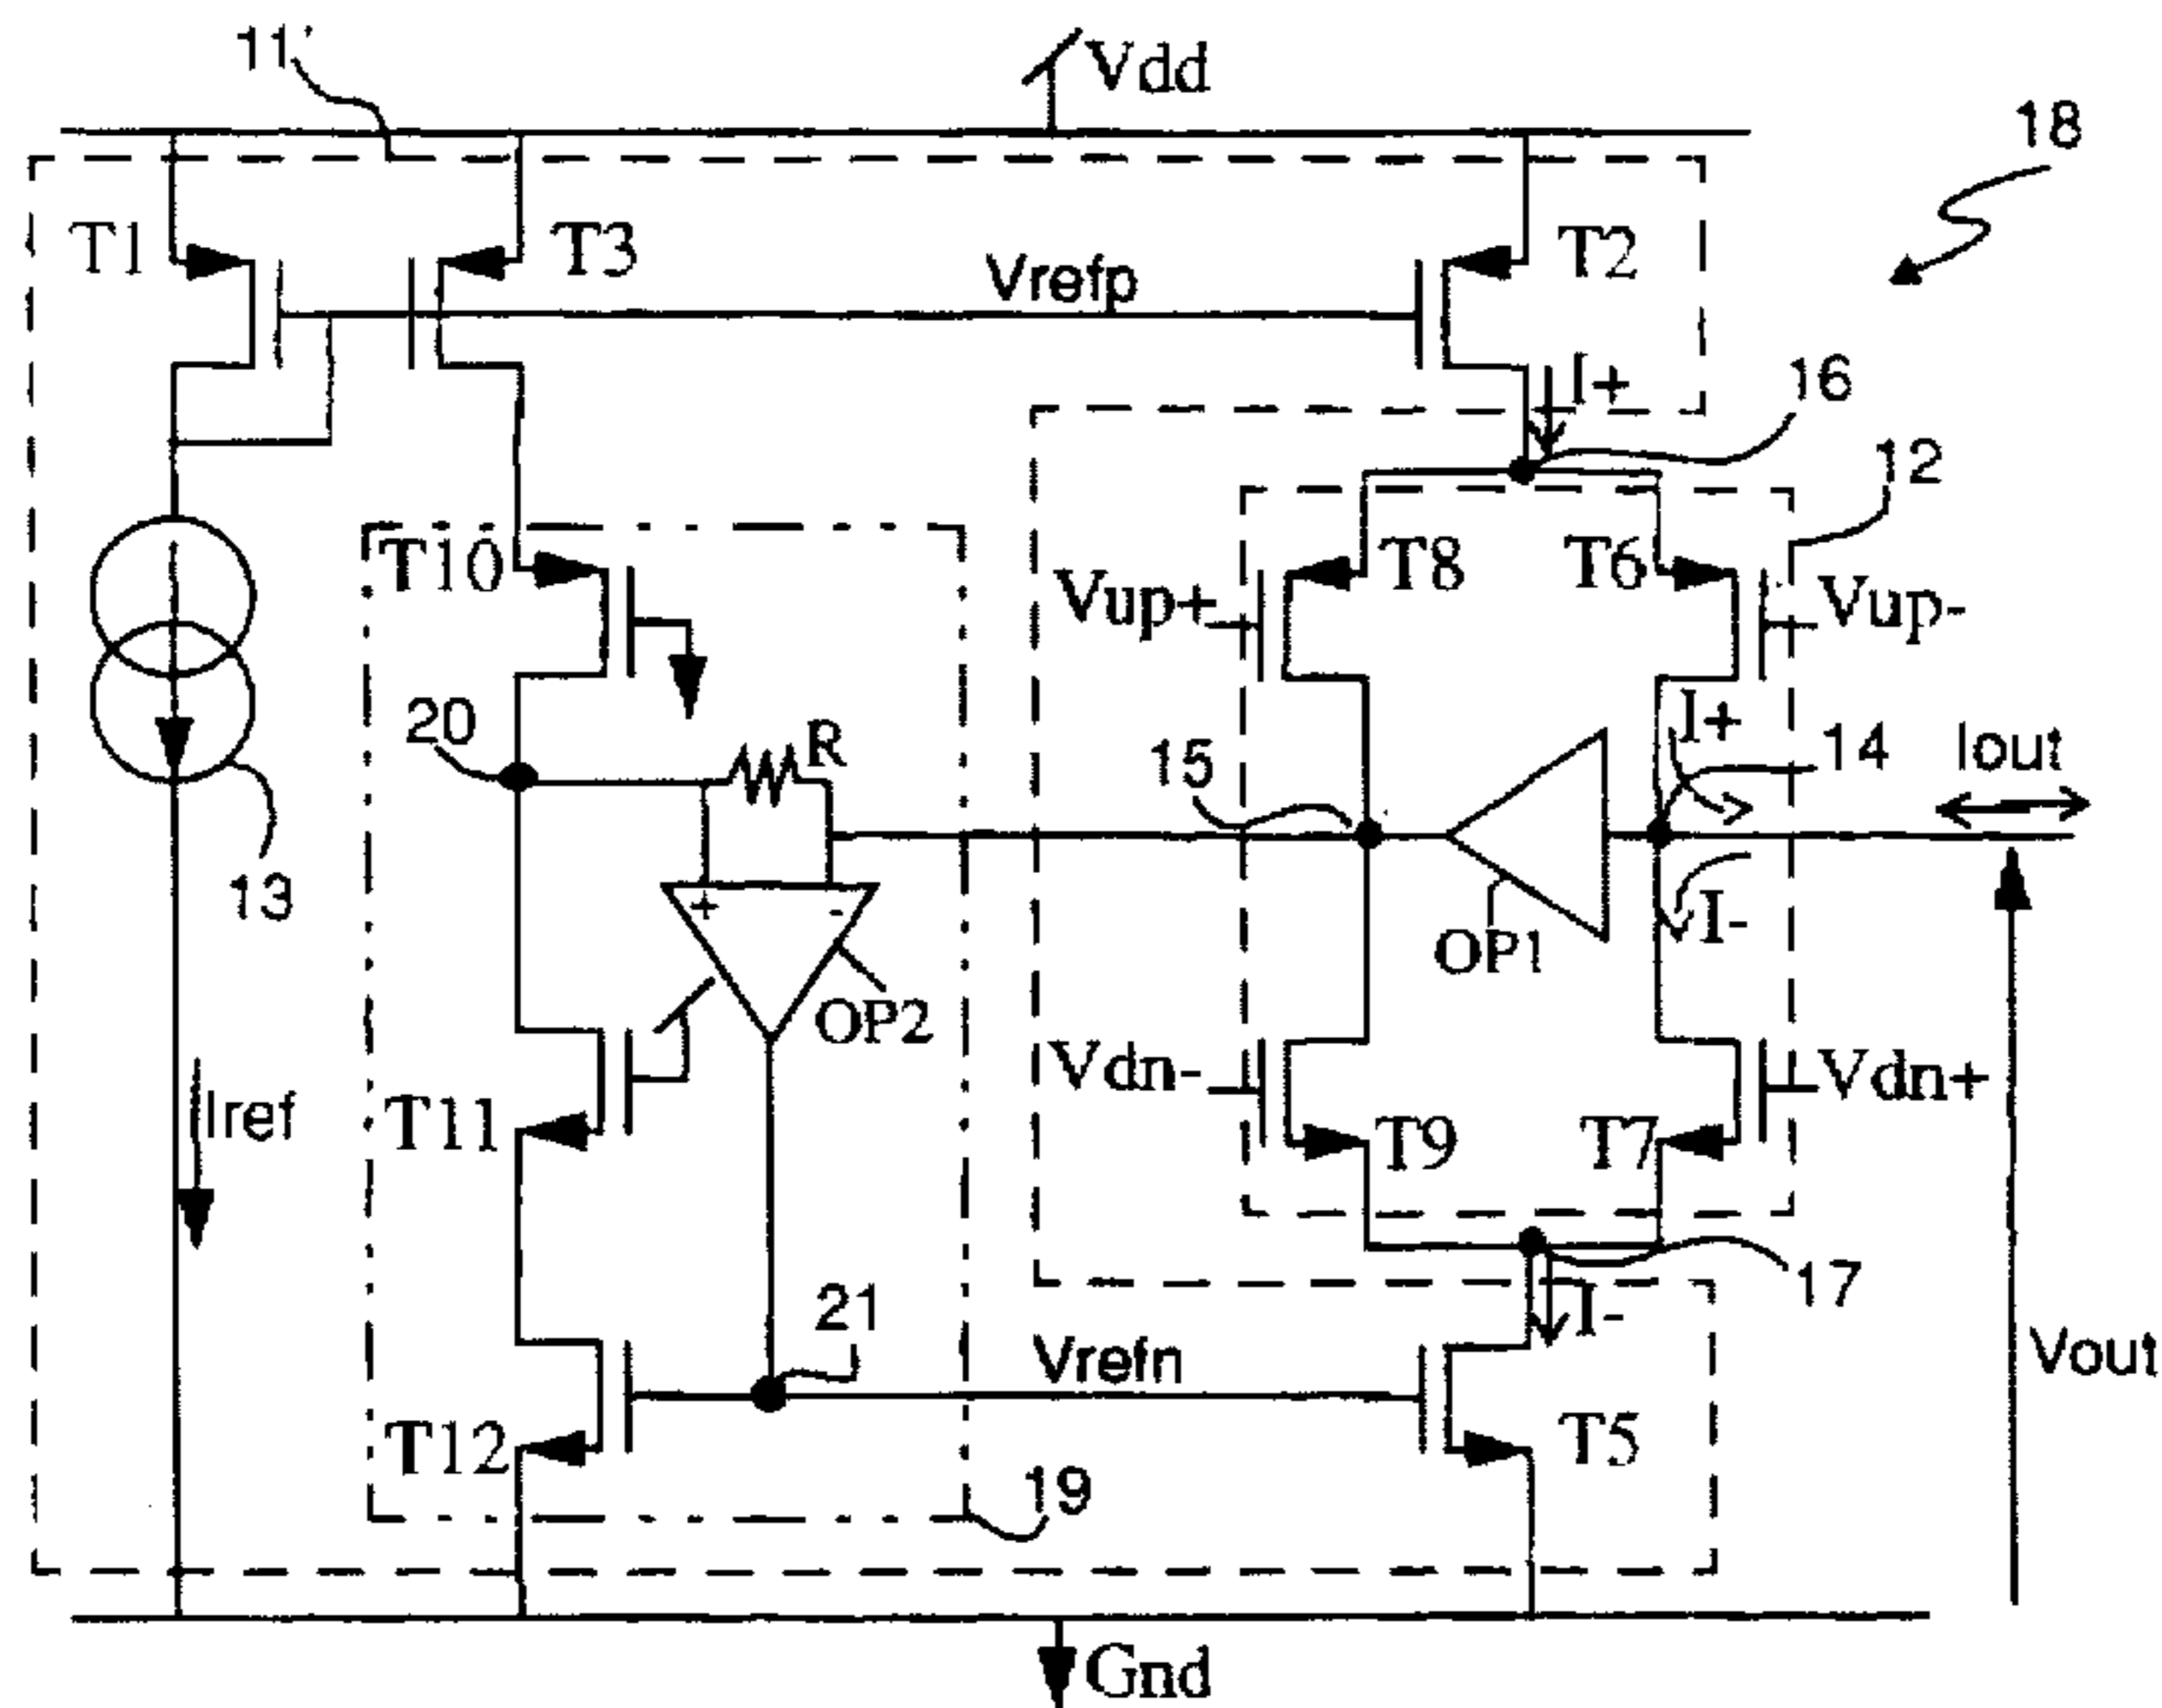 11'
Vdd
18
T1
T3
Vrefp
T2
I+
16
12
T10
T8
T6
Vup+
Vup-
20
R
15
I+
14
Iout
13
+
-
OP2
OP1
I-
Iref
T11
Vdn-
Vdn+
T9
T7
21
Vrefn
I-
17
Vout
T12
T5
19
Gnd